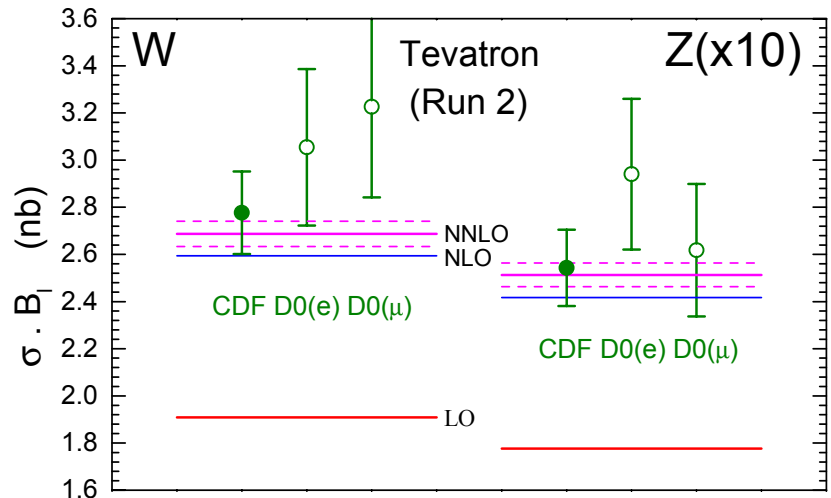 W Tevatron Z(x10)
(Run 2)
3.6
3.4
3.2
3.0
2.8
2.6
2.4
2.2
2.0
1.8
1.6
σ . B_l (nb)
NNLO
NLO
CDF D0(e) D0(μ)
CDF D0(e) D0(μ)
LO